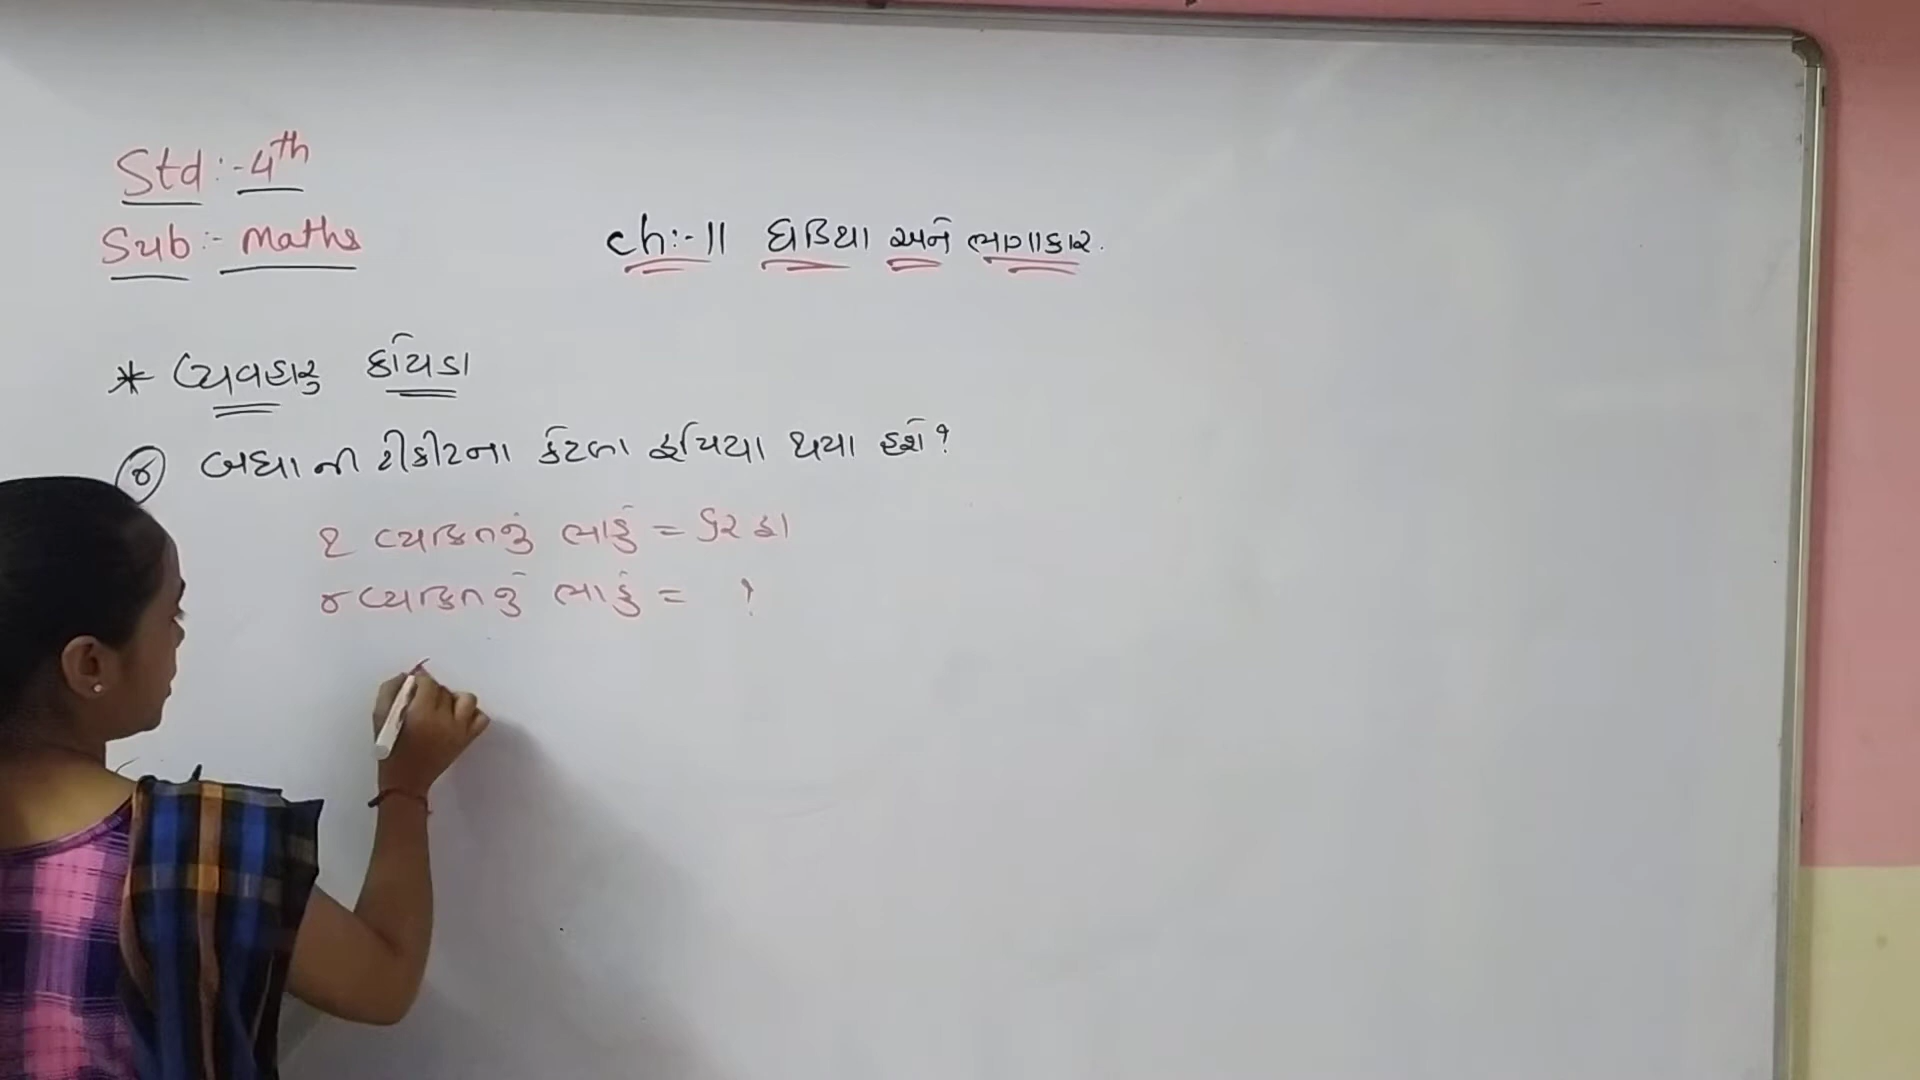 Std :- 4th
Sub :- Maths
ch:- 11 ઘડિયા અને ભાગાકાર.
* વ્યવહારુ કોયડા
૪ બધા ની ટીકીટના કેટલા રૂપિયા થયા હશે?
૧ વ્યક્તિનું ભાડું = ૬૨ રૂા
૪ વ્યક્તિનું ભાડું = ?